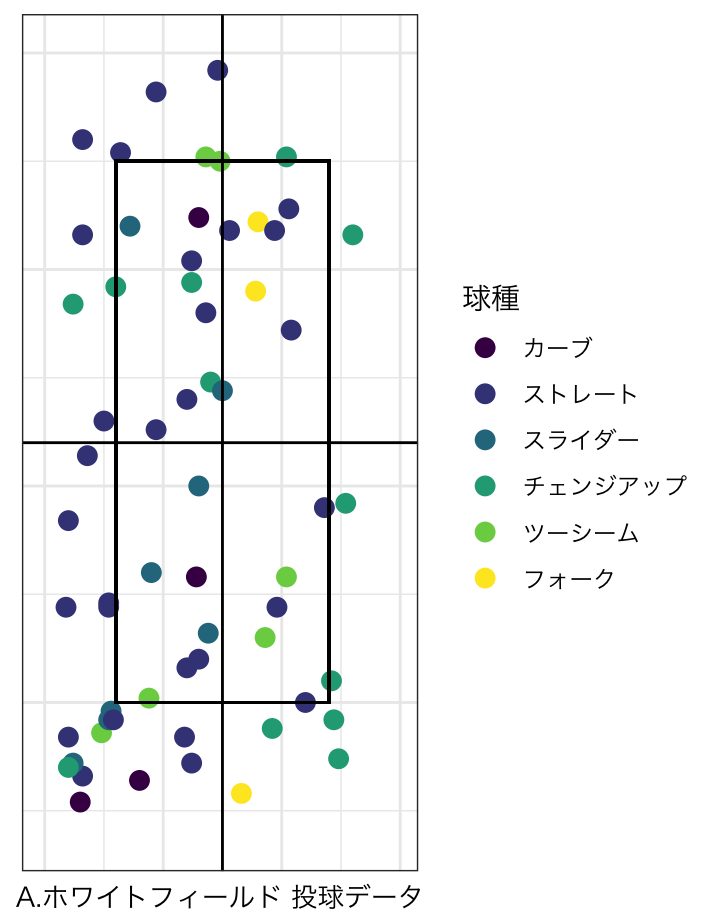 球種
カーブ
ストレート
スライダー
チェンジアップ
ツーシーム
フォーク
A.ホワイトフィールド 投球データ